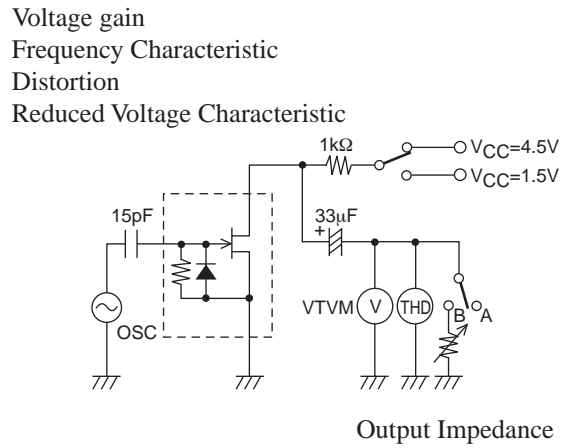 Voltage gain
Frequency Characteristic
Distortion
Reduced Voltage Characteristic
1kΩ
VCC=4.5V
VCC=1.5V
15pF
33μF
+
VTVM
V
THD
B
A
OSC
Output Impedance